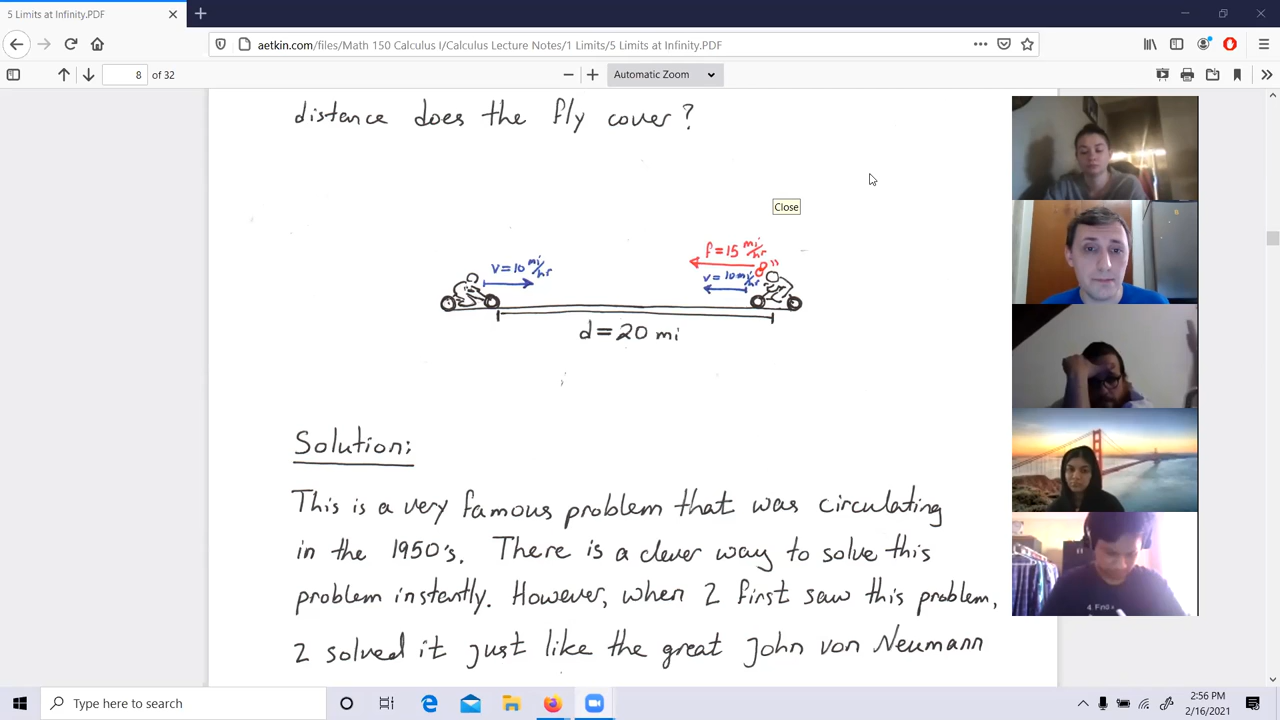 5 Limits at Infinity.PDF
aetkin.com/files/Math 150 Calculus I/Calculus Lecture Notes/1 Limits/5 Limits at Infinity.PDF
8 of 32
Automatic Zoom
distance does the fly cover?
Close
f = 15 mi/hr
v = 10 mi/hr
v = 10 mi/hr
d = 20 mi
Solution:
This is a very famous problem that was circulating
in the 1950's. There is a clever way to solve this
problem instantly. However, when I first saw this problem,
I solved it just like the great John von Neumann
4. Find x
Type here to search
2:56 PM
2/16/2021